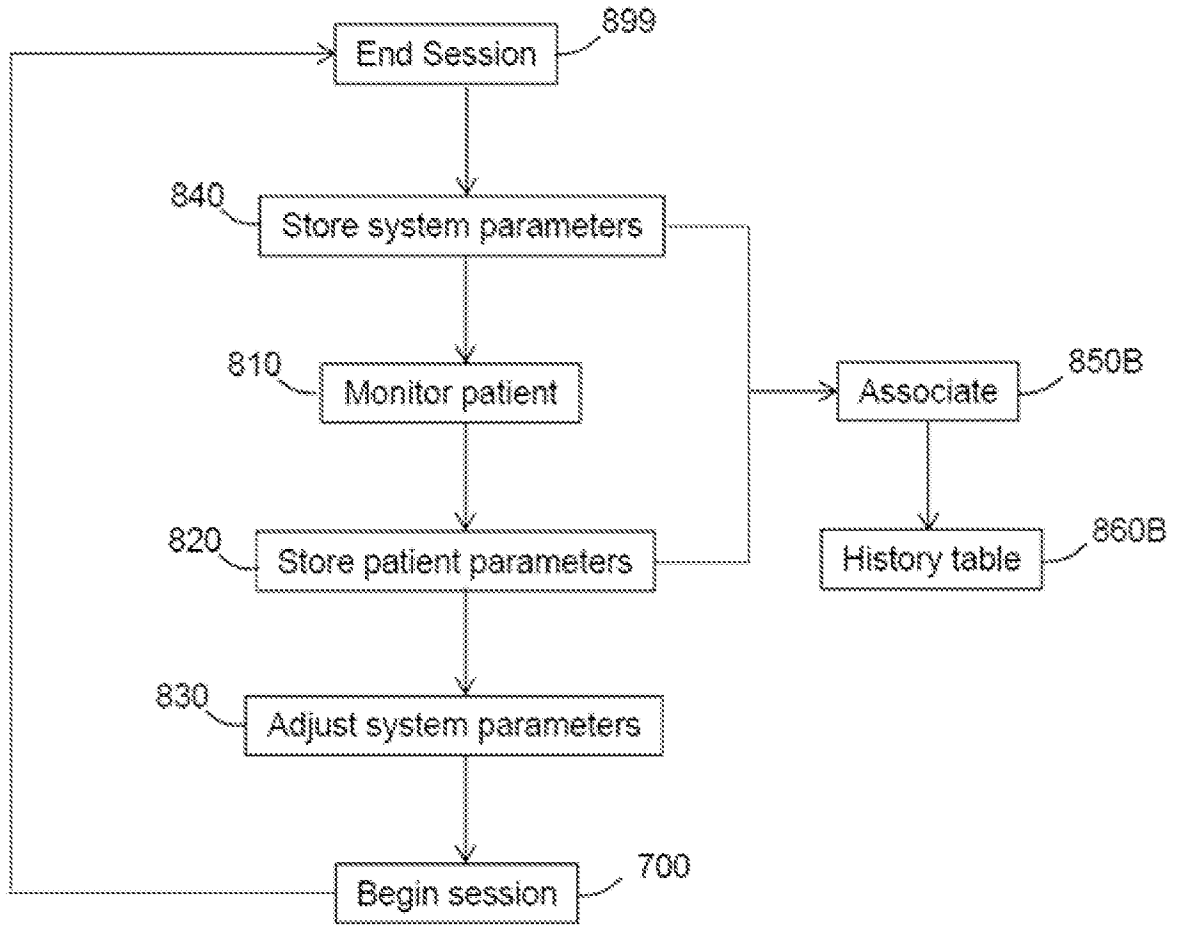 End Session
899
840
Store system parameters
810
Monitor patient
Associate
850B
820
Store patient parameters
History table
860B
830
Adjust system parameters
Begin session
700